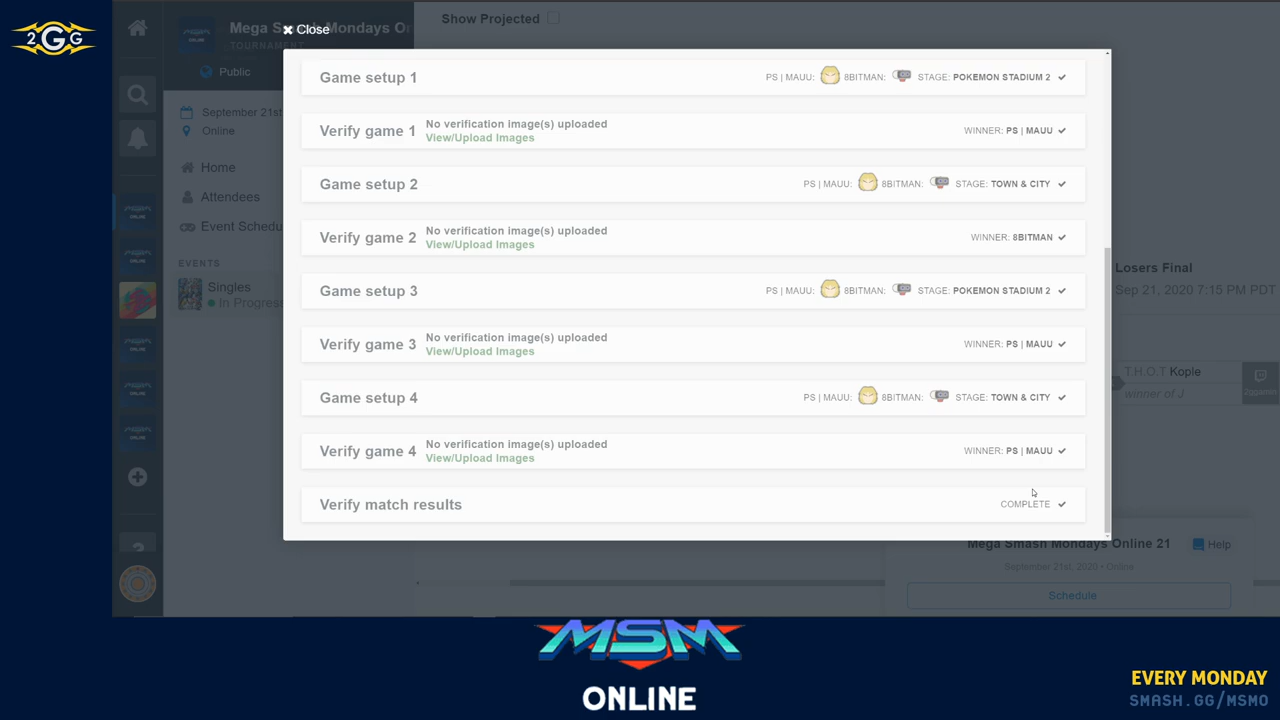 2GG
Mega Smash Mondays On
TOURNAMENT
Public
September 21st
Online
Home
Attendees
Event Schedu
EVENTS
Singles
In Progress
Show Projected
✖ Close
Game setup 1 PS | MAUU: 8BITMAN: STAGE: POKEMON STADIUM 2 ✔
Verify game 1 No verification image(s) uploaded WINNER: PS | MAUU ✔
View/Upload Images
Game setup 2 PS | MAUU: 8BITMAN: STAGE: TOWN & CITY ✔
Verify game 2 No verification image(s) uploaded WINNER: 8BITMAN ✔
View/Upload Images
Game setup 3 PS | MAUU: 8BITMAN: STAGE: POKEMON STADIUM 2 ✔
Verify game 3 No verification image(s) uploaded WINNER: PS | MAUU ✔
View/Upload Images
Game setup 4 PS | MAUU: 8BITMAN: STAGE: TOWN & CITY ✔
Verify game 4 No verification image(s) uploaded WINNER: PS | MAUU ✔
View/Upload Images
Verify match results COMPLETE ✔
Losers Final
Sep 21, 2020 7:15 PM PDT
T.H.O.T Kople
winner of J
Mega Smash Mondays Online 21
Help
September 21st, 2020 • Online
Schedule
MSM
ONLINE
EVERY MONDAY
SMASH.GG/MSMO